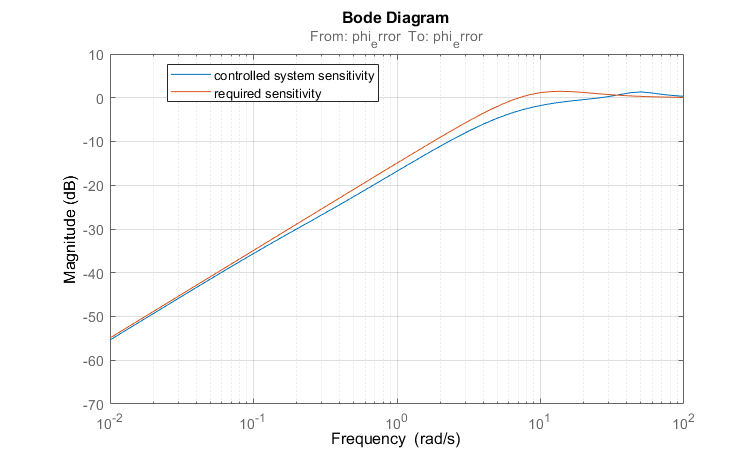 Bode Diagram
From: phi_error To: phi_error
controlled system sensitivity
required sensitivity
10
0
-10
-20
-30
-40
-50
-60
-70
Magnitude (dB)
10^-2 10^-1 10^0 10^1 10^2
Frequency (rad/s)